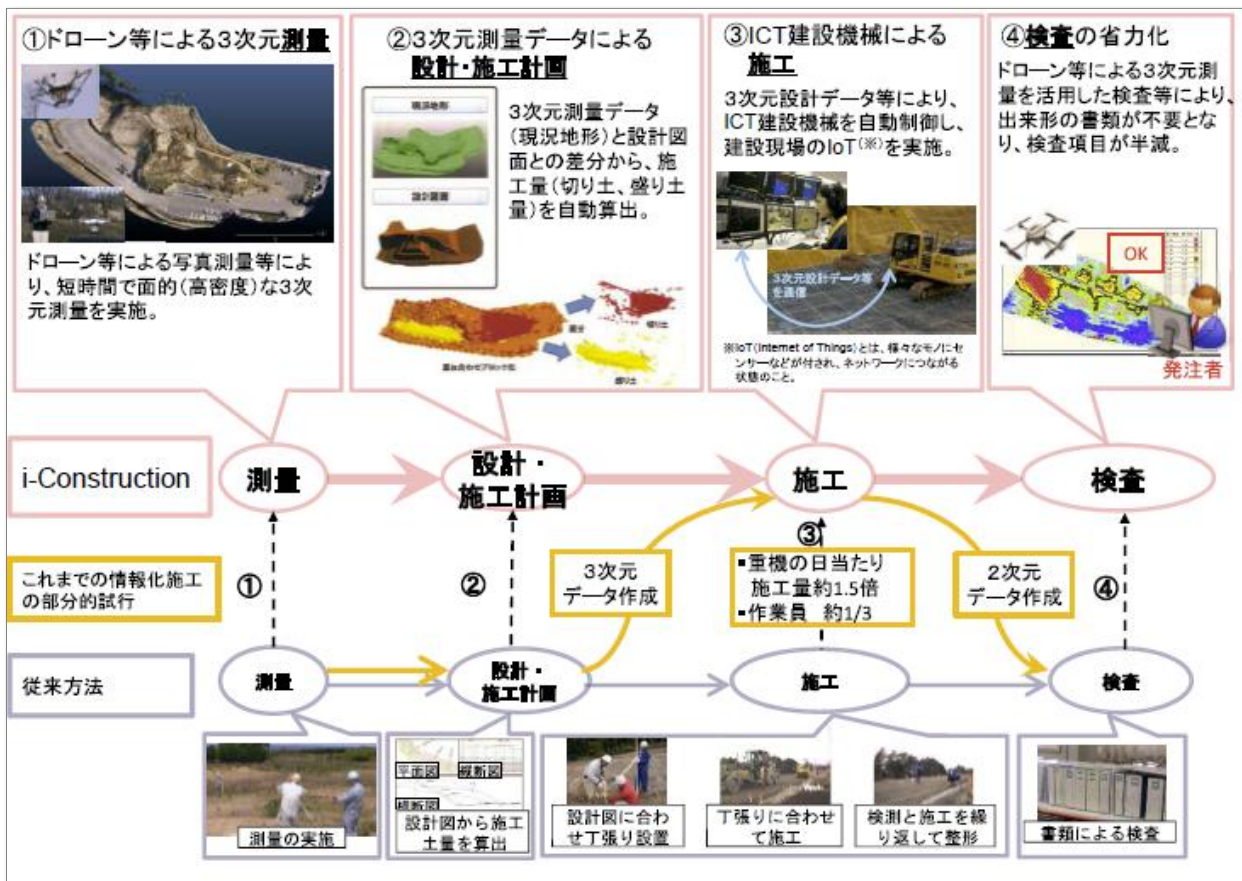 ①ドローン等による3次元測量
ドローン等による写真測量等によ
り、短時間で面的(高密度)な3次
元測量を実施。
②3次元測量データによる
設計・施工計画
現況地形
設計図面
3次元測量データ
(現況地形)と設計図
面との差分から、施
工量(切り土、盛り土
量)を自動算出。
差分
切り土
盛り土
③ICT建設機械による
施工
3次元設計データ等により、
ICT建設機械を自動制御し、
建設現場のIoT(※)を実施。
3次元設計データ等
を通信
※IoT(Internet of Things)とは、様々なモノにセ
ンサーなどが付され、ネットワークにつながる
状態のこと。
④検査の省力化
ドローン等による3次元測
量を活用した検査等により、
出来形の書類が不要とな
り、検査項目が半減。
OK
発注者
i-Construction
測量
設計・
施工計画
施工
検査
これまでの情報化施工
の部分的試行
①
②
3次元
データ作成
③
▪重機の日当たり
施工量約1.5倍
▪作業員 約1/3
2次元
データ作成
④
従来方法
測量
設計・
施工計画
施工
検査
測量の実施
平面図
縦断図
横断図
設計図から施工
土量を算出
設計図に合わ
せ丁張り設置
丁張りに合わせ
て施工
検測と施工を繰
り返して整形
書類による検査